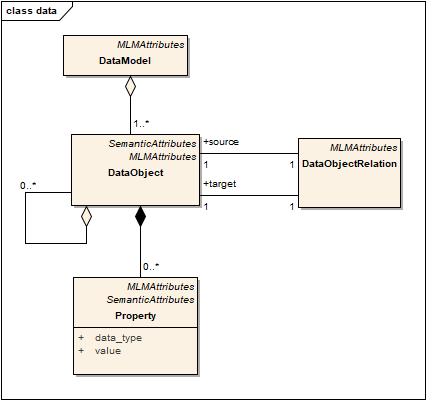 class data
MLMAttributes
DataModel
1..*
SemanticAttributes
MLMAttributes
DataObject
+source
1
1
MLMAttributes
DataObjectRelation
+target
1
1
0..*
0..*
MLMAttributes
SemanticAttributes
Property
+ data_type
+ value